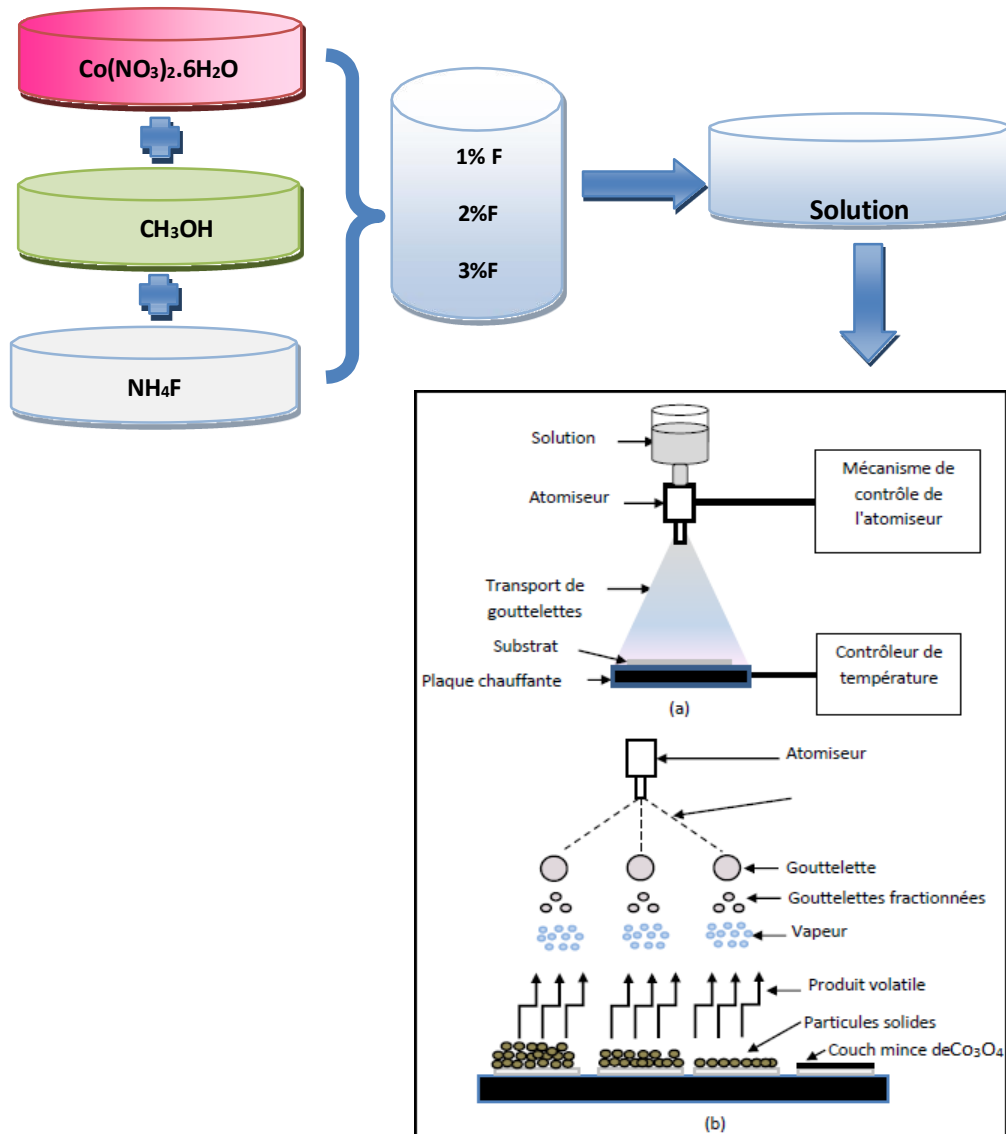 Co(NO₃)₂.6H₂O
CH₃OH
NH₄F
1% F
2%F
3%F
Solution
Solution
Atomiseur
Mécanisme de
contrôle de
l'atomiseur
Transport de
gouttelettes
Substrat
Plaque chauffante
Contrôleur de
température
(a)
Atomiseur
Gouttelette
Gouttelettes fractionnées
Vapeur
Produit volatile
Particules solides
Couch mince deCo₃O₄
(b)